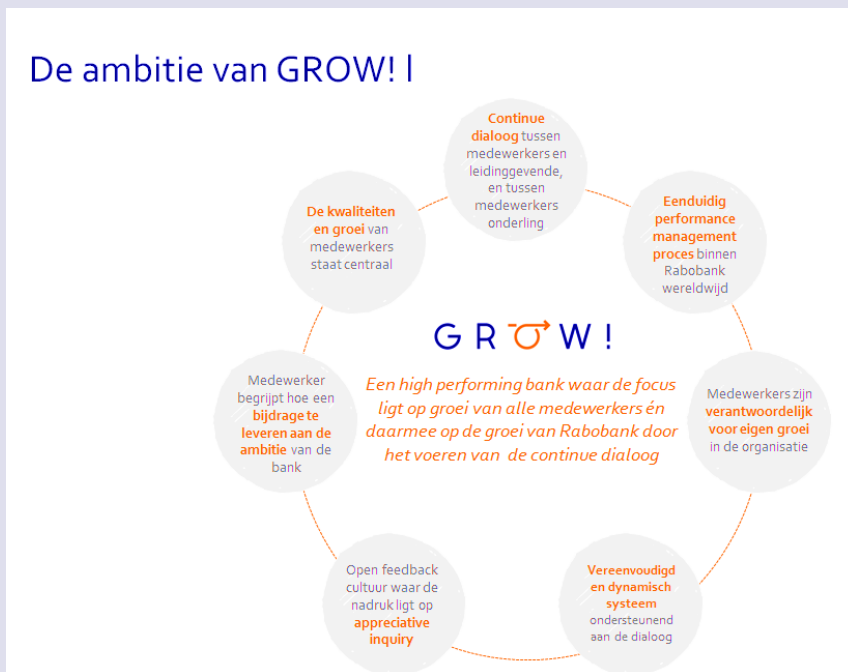 De ambitie van GROW! l
Continue
dialoog tussen
medewerkers en
leidinggevende,
en tussen
medewerkers
onderling
Eenduidig
performance
management
proces binnen
Rabobank
wereldwijd
Medewerkers zijn
verantwoordelijk
voor eigen groei
in de organisatie
Vereenvoudigd
en dynamisch
systeem
ondersteunend
aan de dialoog
Open feedback
cultuur waar de
nadruk ligt op
appreciative
inquiry
Medewerker
begrijpt hoe een
bijdrage te
leveren aan de
ambitie van de
bank
De kwaliteiten
en groei van
medewerkers
staat centraal
GROW!
Een high performing bank waar de focus
ligt op groei van alle medewerkers én
daarmee op de groei van Rabobank door
het voeren van de continue dialoog